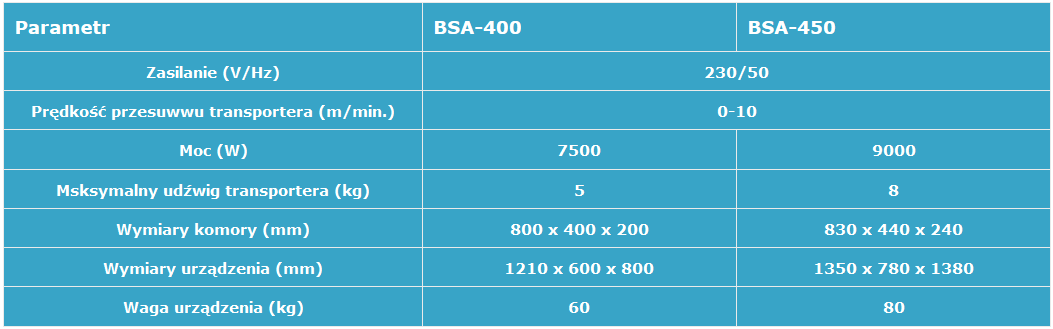 Parametr BSA-400 BSA-450
Zasilanie (V/Hz) 230/50
Prędkość przesuwwu transportera (m/min.) 0-10
Moc (W) 7500 9000
Msksymalny udźwig transportera (kg) 5 8
Wymiary komory (mm) 800 x 400 x 200 830 x 440 x 240
Wymiary urządzenia (mm) 1210 x 600 x 800 1350 x 780 x 1380
Waga urządzenia (kg) 60 80